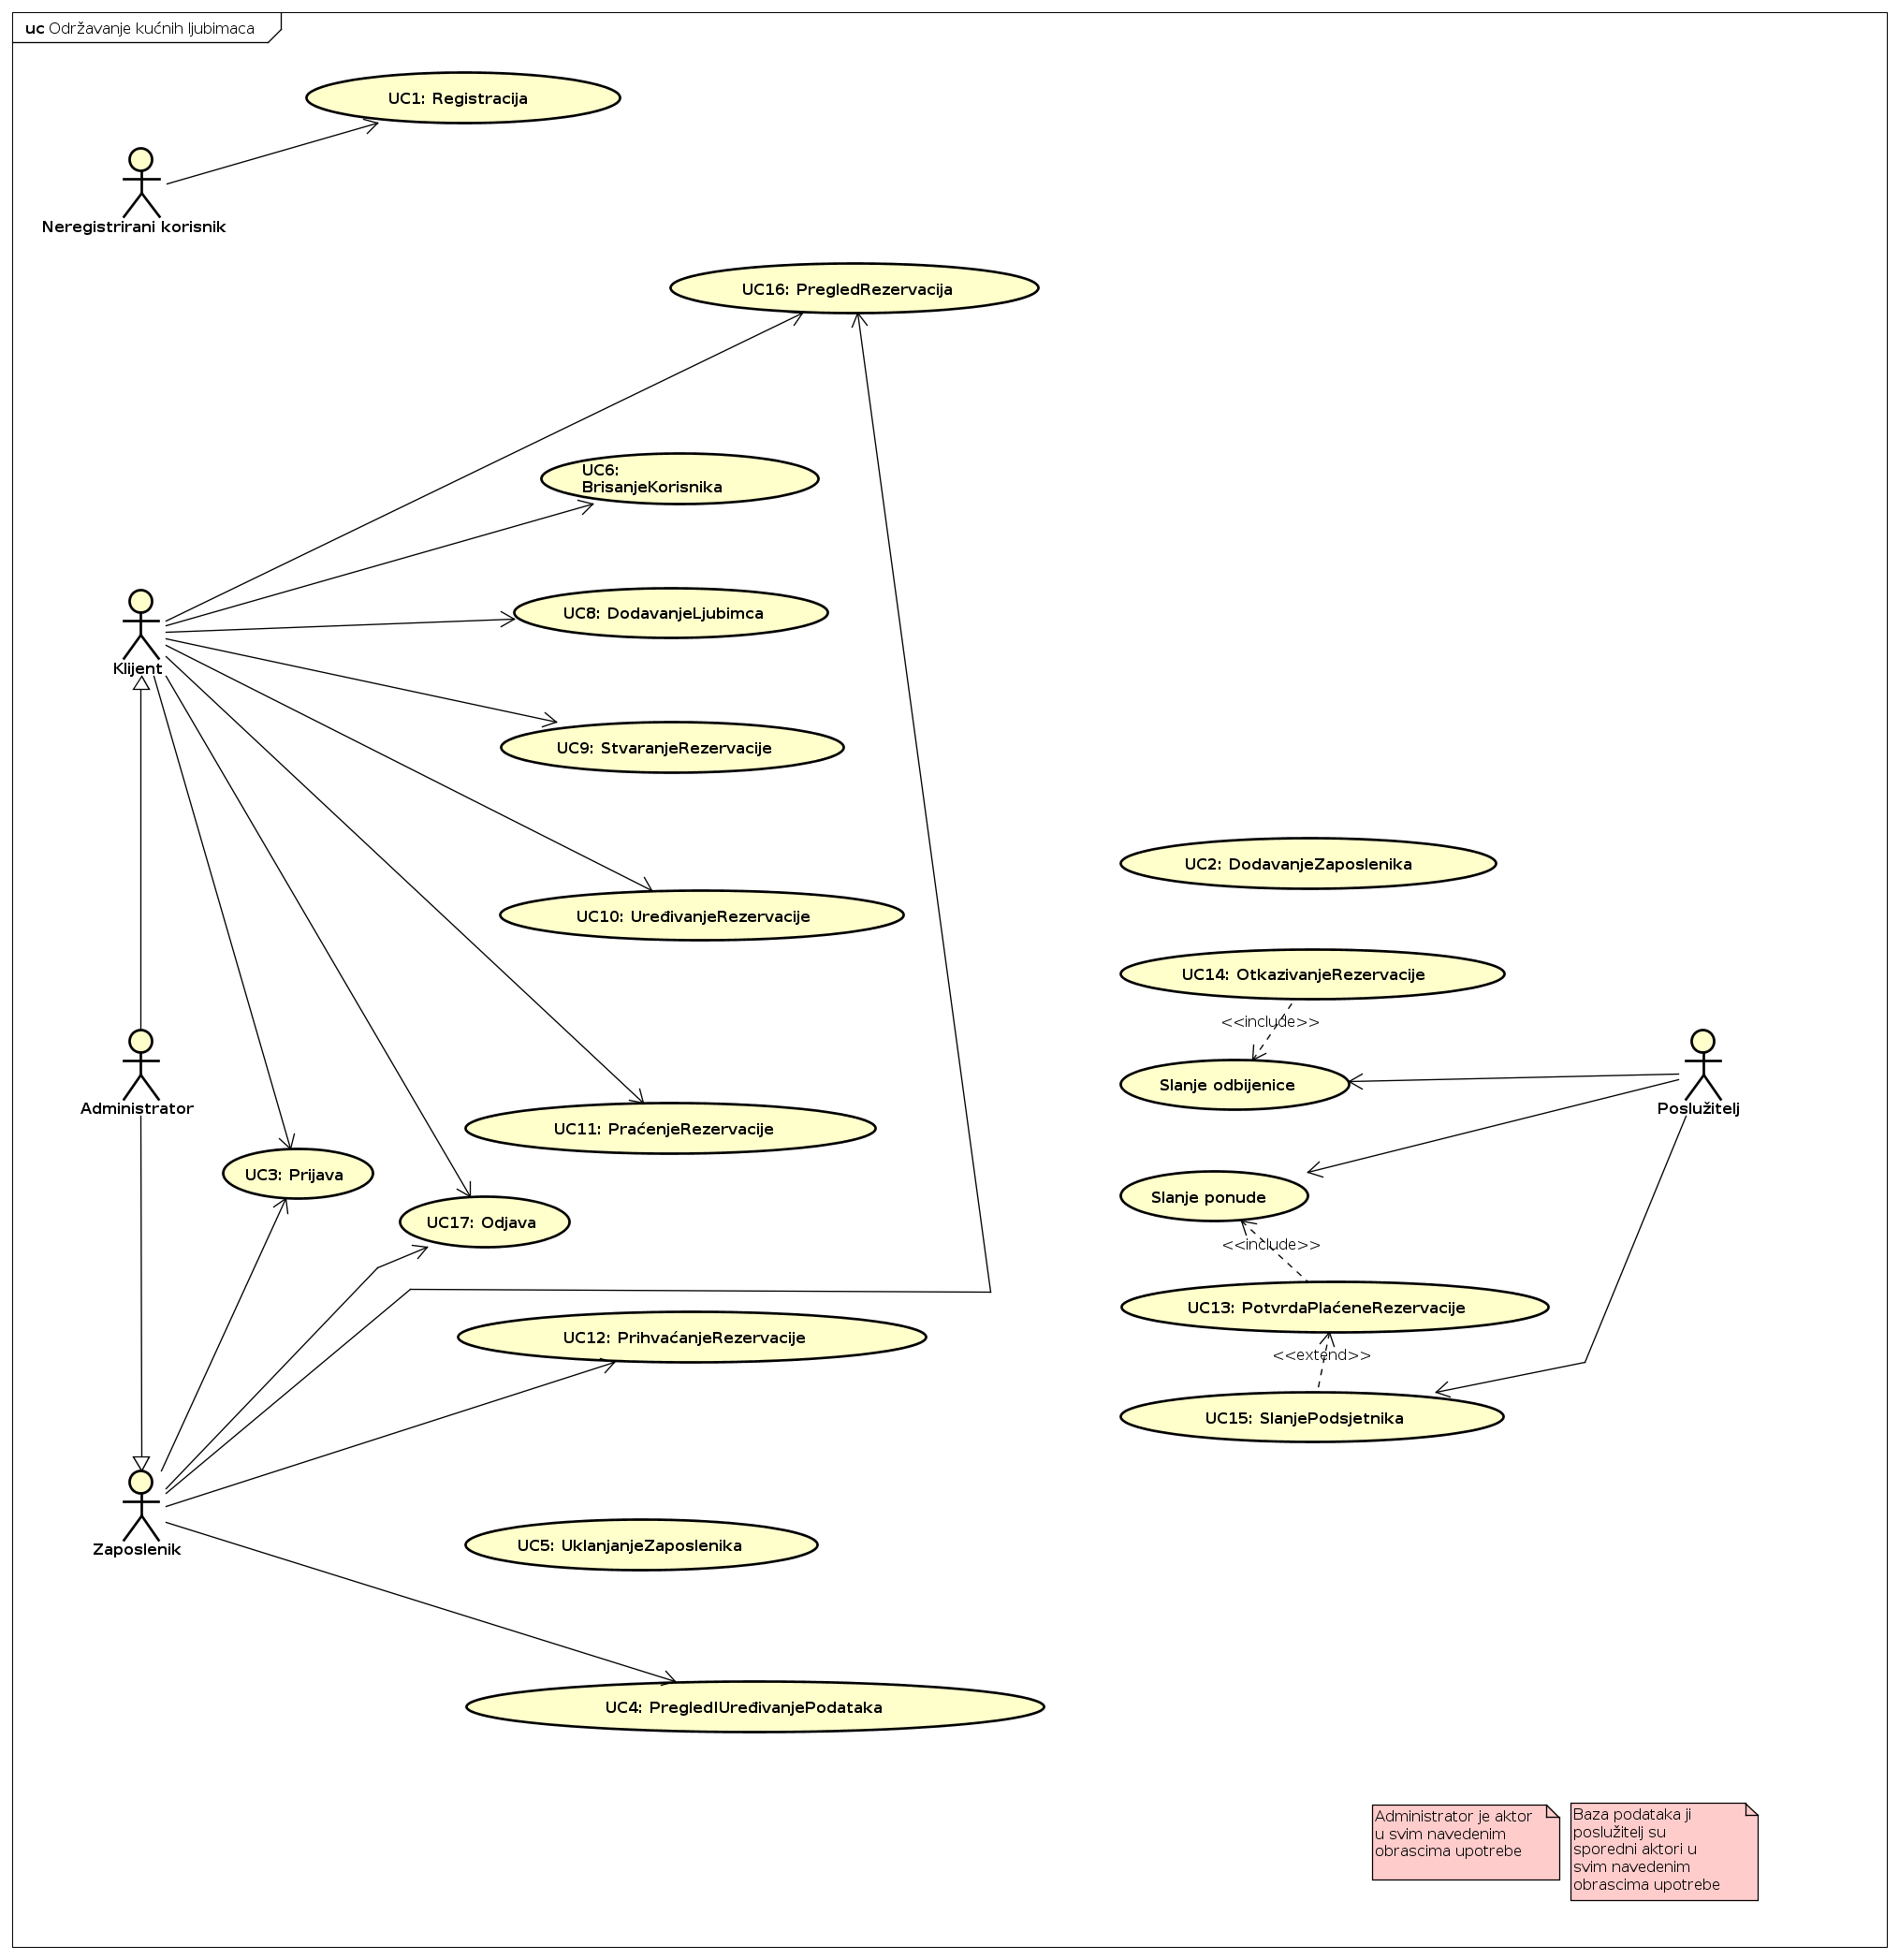 uc Održavanje kućnih ljubimaca
UC1: Registracija
Neregistrirani korisnik
UC16: PregledRezervacija
UC6:
BrisanjeKorisnika
UC8: DodavanjeLjubimca
Klijent
UC9: StvaranjeRezervacije
UC2: DodavanjeZaposlenika
UC10: UređivanjeRezervacije
UC14: OtkazivanjeRezervacije
<<include>>
Slanje odbijenice
Administrator
Poslužitelj
UC11: PraćenjeRezervacije
UC3: Prijava
Slanje ponude
UC17: Odjava
<<include>>
UC13: PotvrdaPlaćeneRezervacije
UC12: PrihvaćanjeRezervacije
<<extend>>
UC15: SlanjePodsjetnika
Zaposlenik
UC5: UklanjanjeZaposlenika
UC4: PregledIUređivanjePodataka
Administrator je aktor
u svim navedenim
obrascima upotrebe
Baza podataka ji
poslužitelj su
sporedni aktori u
svim navedenim
obrascima upotrebe